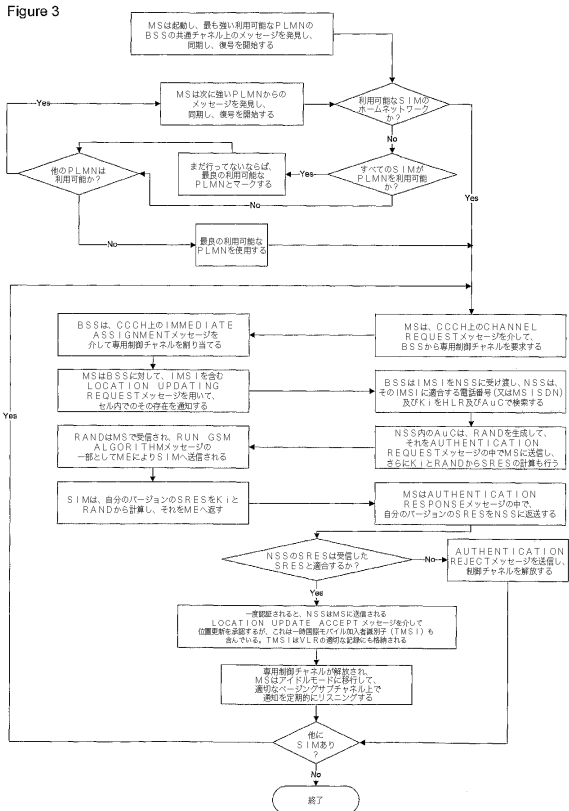 Figure 3
MSは起動し、最も強い利用可能なPLMNの
BSSの共通チャネル上のメッセージを発見し、
同期し、復号を開始する
Yes
MSは次に強いPLMNからの
メッセージを発見し、
同期し、復号を開始する
利用可能なSIMの
ホームネットワーク
か?
No
他のPLMNは
利用可能か?
まだ行ってないならば、
最良の利用可能な
PLMNとマークする
Yes
すべてのSIMが
PLMNを利用可能
か?
No
Yes
No
最良の利用可能な
PLMNを使用する
BSSは、CCCH上のIMMEDIATE
ASSIGNMENTメッセージを
介して専用制御チャネルを割り当てる
MSは、CCCH上のCHANNEL
REQUESTメッセージを介して、
BSSから専用制御チャネルを要求する
MSはBSSに対して、IMSIを含む
LOCATION UPDATING
REQUESTメッセージを用いて、
セル内でのその存在を通知する
BSSはIMSIをNSSに受け渡し、NSSは、
そのIMSIに適合する電話番号(又はMSISDN)
及びKiをHLR及びAuCで検索する
Yes
RANDはMSで受信され、RUN GSM
ALGORITHMメッセージの
一部としてMEによりSIMへ送信される
NSS内のAuCは、RANDを生成して、
それをAUTHENTICATION
REQUESTメッセージの中でMSに送信し、
さらにKiとRANDからSRESの計算も行う
SIMは、自分のバージョンのSRESをKiと
RANDから計算し、それをMEへ返す
MSはAUTHENTICATION
RESPONSEメッセージの中で、
自分のバージョンのSRESをNSSに返送する
NSSのSRESは受信した
SRESと適合するか?
No
AUTHENTICATION
REJECTメッセージを送信し、
制御チャネルを解放する
Yes
一度認証されると、NSSはMSに送信される
LOCATION UPDATE ACCEPTメッセージを介して
位置更新を承認するが、これは一時国際モバイル加入者識別子(TMSI)も
含んでいる。TMSIはVLRの適切な記録にも格納される
専用制御チャネルが解放され、
MSはアイドルモードに移行して、
適切なページングサブチャネル上で
通知を定期的にリスニングする
他に
SIMあり
?
No
終了